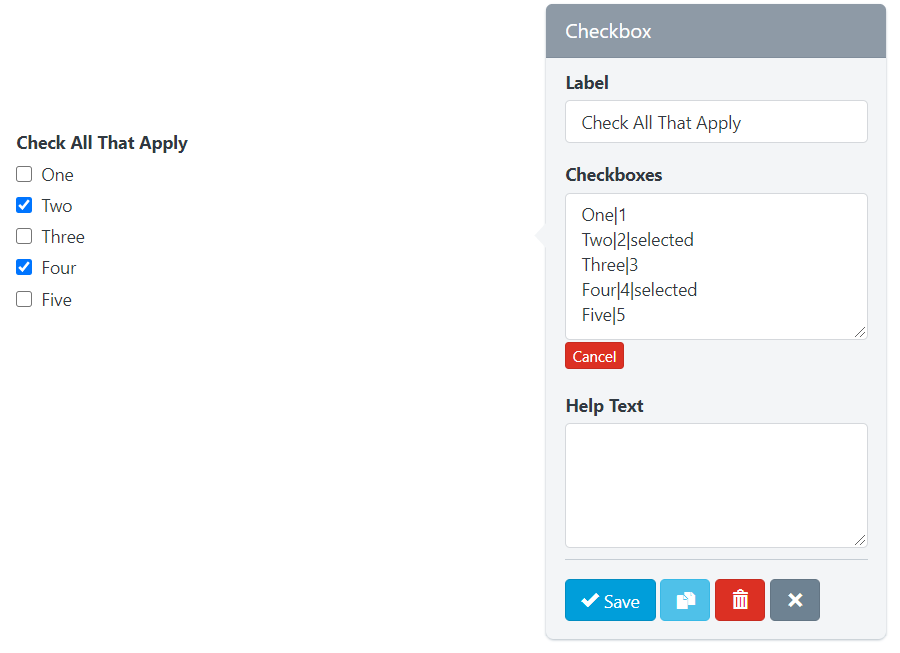 Check All That Apply
One
Two
Three
Four
Five
Checkbox
Label
Check All That Apply
Checkboxes
One|1
Two|2|selected
Three|3
Four|4|selected
Five|5
Cancel
Help Text
Save